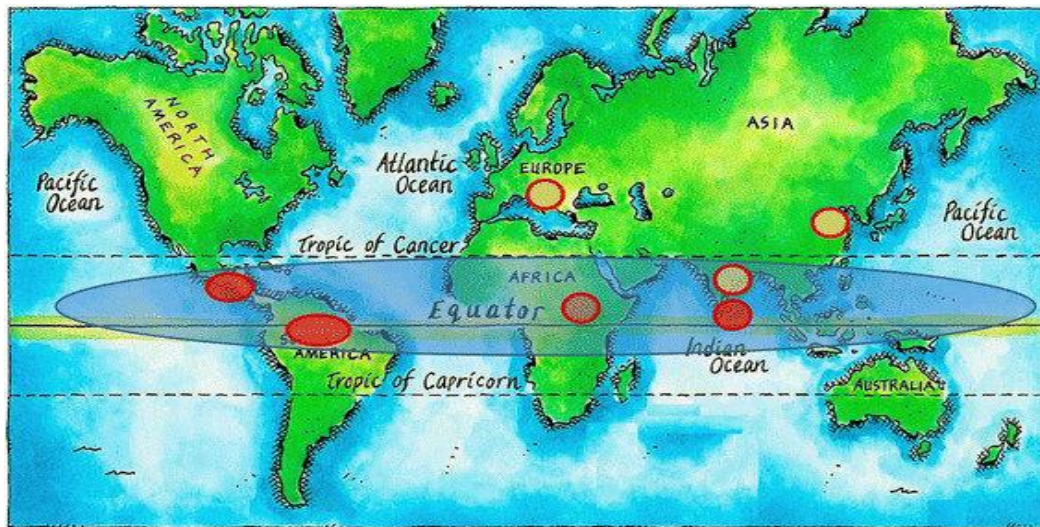 NORTH
AMERICA
ASIA
EUROPE
Atlantic
Ocean
Pacific
Ocean
Pacific
Ocean
Tropic of Cancer
AFRICA
Equator
AMERICA
Indian
Ocean
Tropic of Capricorn
AUSTRALIA